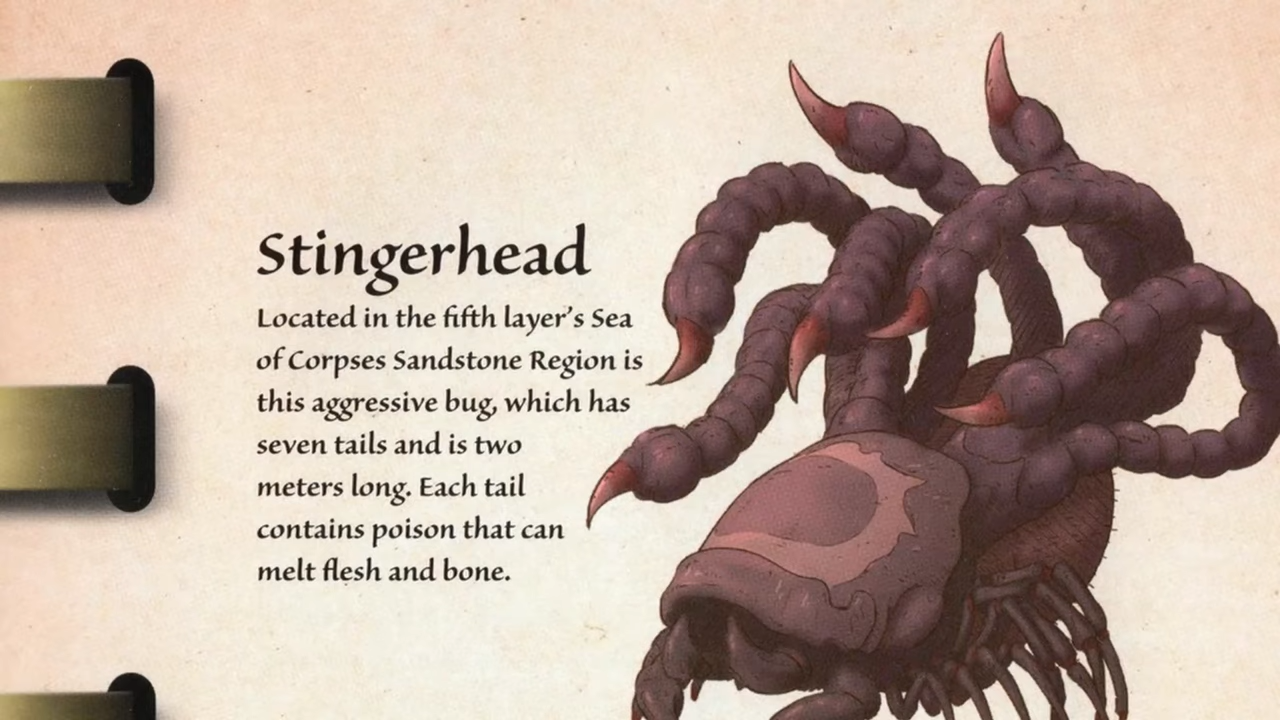 Stingerhead
Located in the fifth layer’s Sea
of Corpses Sandstone Region is
this aggressive bug, which has
seven tails and is two
meters long. Each tail
contains poison that can
melt flesh and bone.